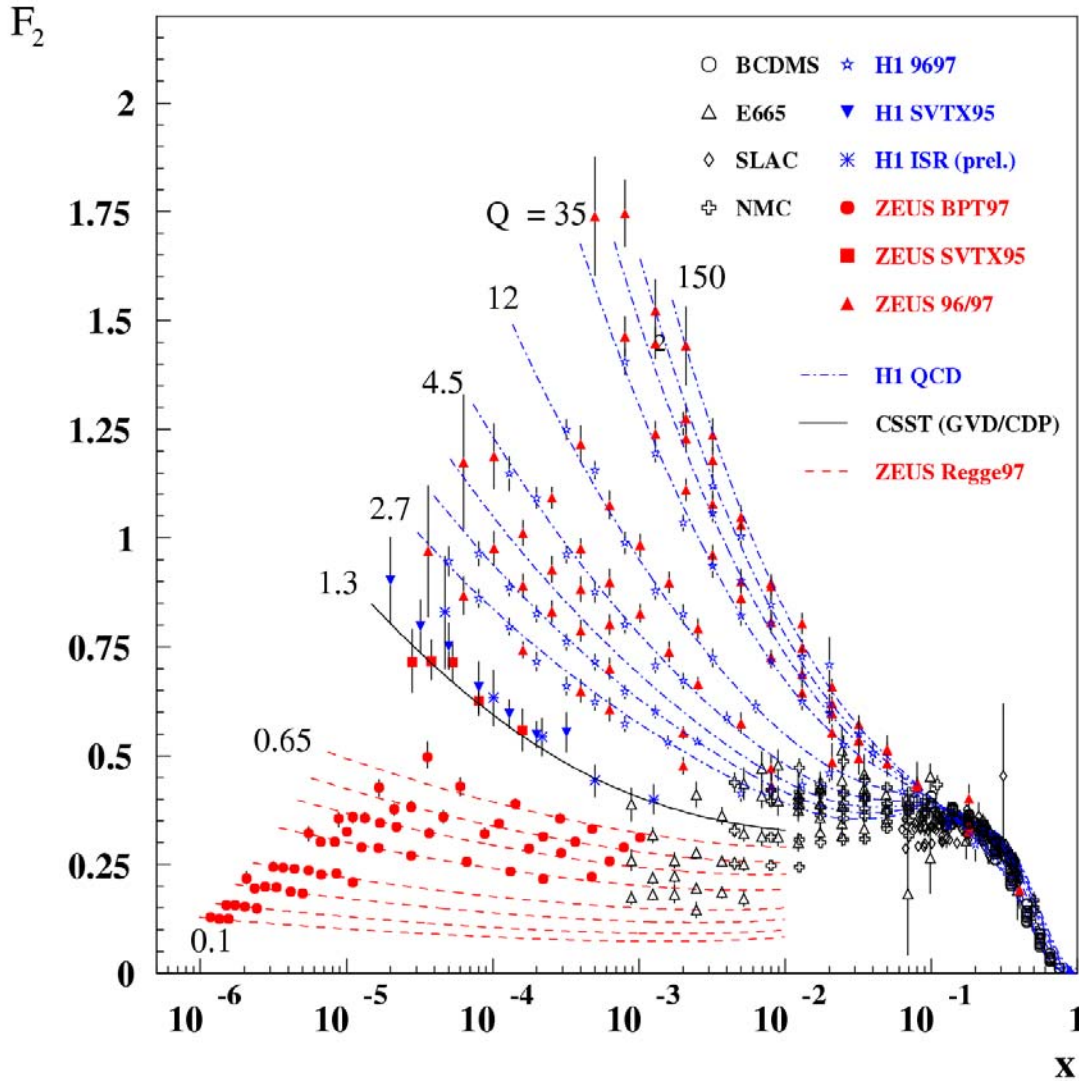 F2
2
1.75
1.5
1.25
1
0.75
0.5
0.25
0
BCDMS
E665
SLAC
NMC
H1 9697
H1 SVTX95
H1 ISR (prel.)
ZEUS BPT97
ZEUS SVTX95
ZEUS 96/97
H1 QCD
CSST (GVD/CDP)
ZEUS Regge97
Q = 35
150
2
12
4.5
2.7
1.3
0.65
0.1
10 -6
10 -5
10 -4
10 -3
10 -2
10 -1
1
x